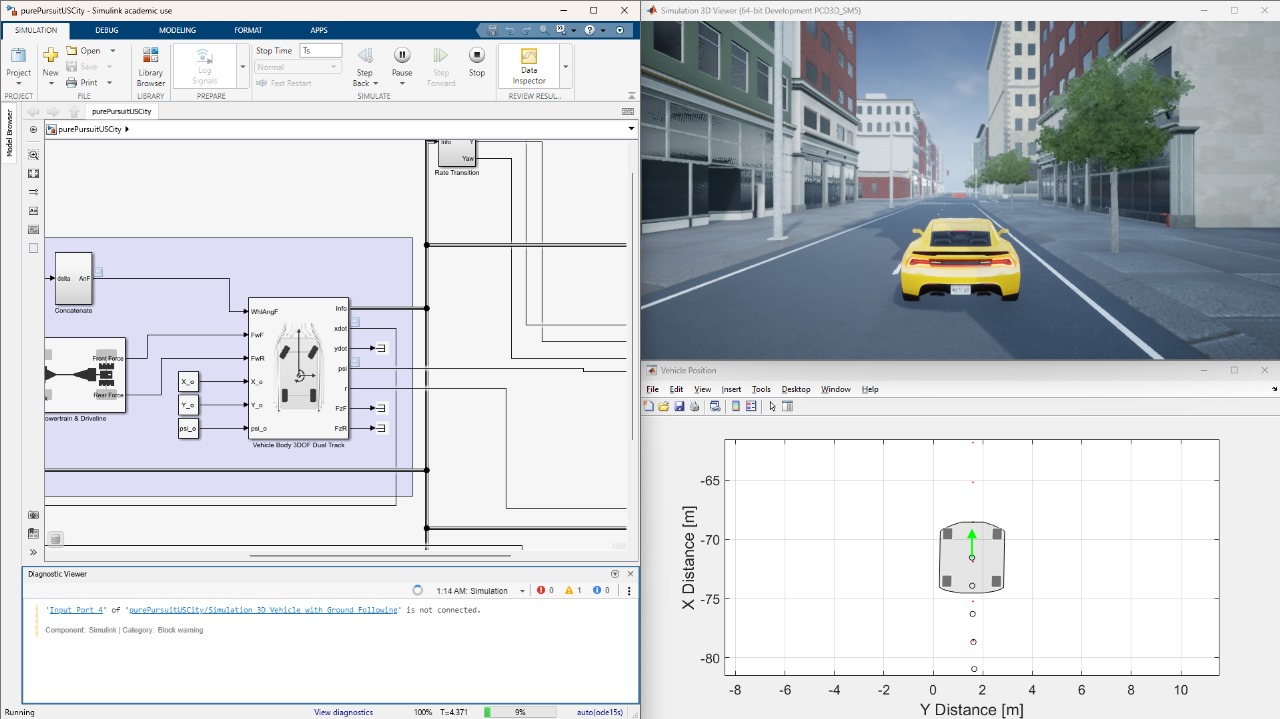 purePursuitUSCity - Simulink academic use
SIMULATION DEBUG MODELING FORMAT APPS
Project
New
Open
Save
Print
Library Browser
Log Signals
Stop Time Ts
Normal
Fast Restart
Step Back
Pause
Step Forward
Stop
Data Inspector
PROJECT FILE LIBRARY PREPARE SIMULATE REVIEW RESUL...
purePursuitUSCity
Model Browser
purePursuitUSCity
Info Y
Yaw
Rate Transition
delta AnF
Concatenate
Front Force
Rear Force
owertrain & Driveline
X_o
Y_o
psi_o
WhlAngF
FwF
FwR
X_o
Y_o
psi_o
Info
xdot
ydot
psi
r
FzF
FzR
Vehicle Body 3DOF Dual Track
Diagnostic Viewer
1:14 AM: Simulation 0 1 0
'Input Port 4' of 'purePursuitUSCity/Simulation 3D Vehicle with Ground Following' is not connected.
Component: Simulink | Category: Block warning
Running View diagnostics 100% T=4.371 9% auto(ode15s)
Simulation 3D Viewer (64-bit Development PCD3D_SM5)
Vehicle Position
File Edit View Insert Tools Desktop Window Help
X Distance [m]
-65
-70
-75
-80
-8 -6 -4 -2 0 2 4 6 8 10
Y Distance [m]